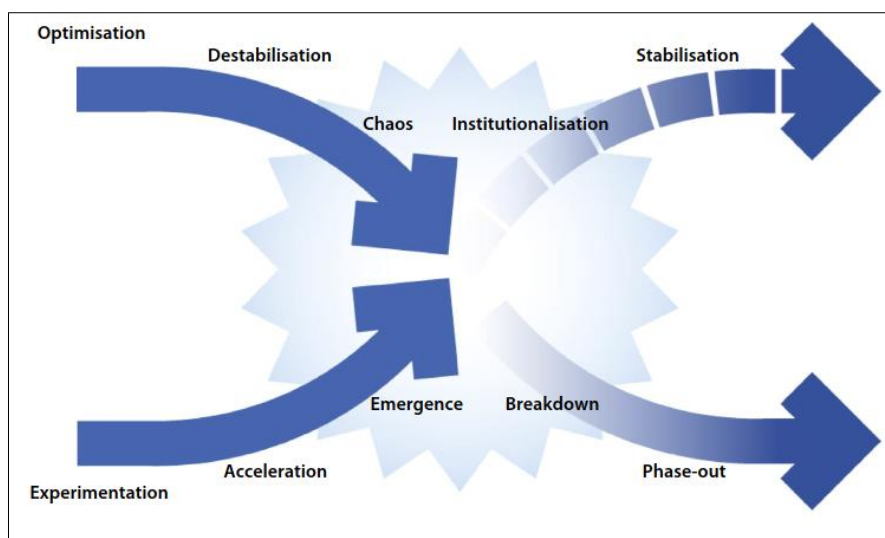 Optimisation
Destabilisation
Stabilisation
Chaos
Institutionalisation
Emergence
Breakdown
Acceleration
Phase-out
Experimentation